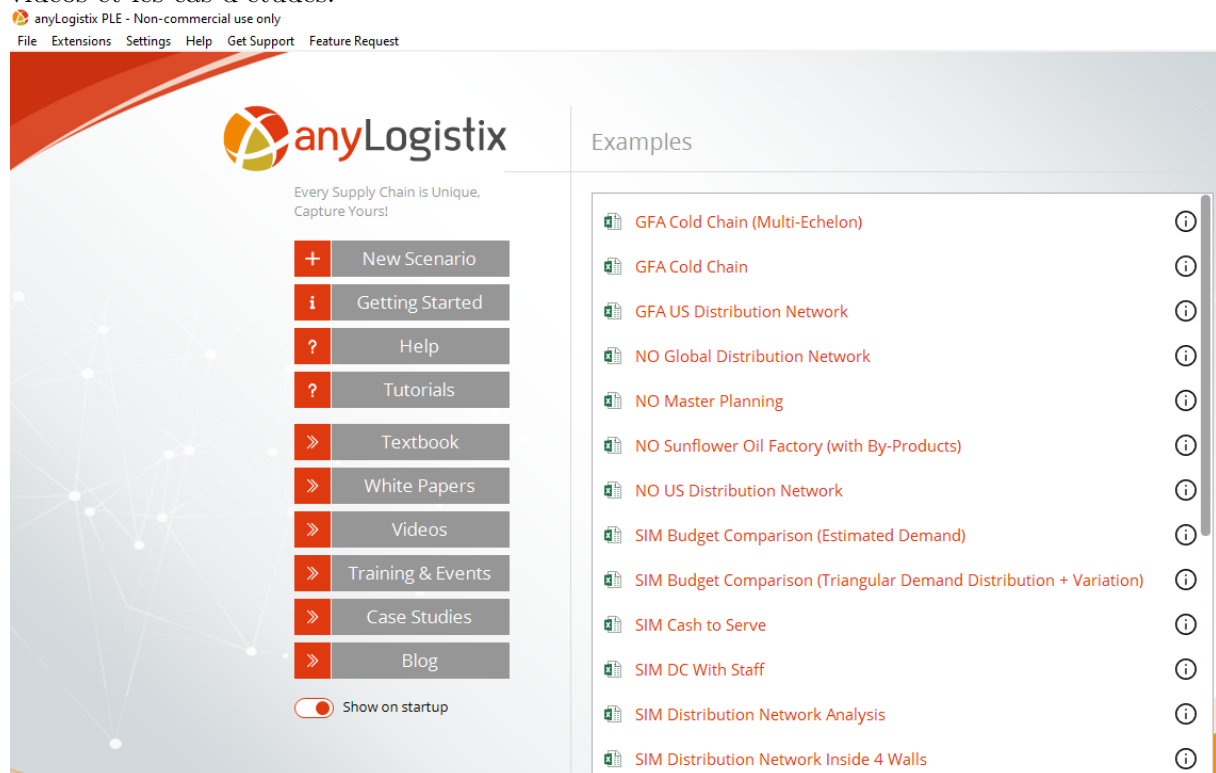 vidéos et les cas d'études.
anyLogistix PLE - Non-commercial use only
File Extensions Settings Help Get Support Feature Request
anyLogistix
Every Supply Chain is Unique,
Capture Yours!
+ New Scenario
i Getting Started
? Help
? Tutorials
» Textbook
» White Papers
» Videos
» Training & Events
» Case Studies
» Blog
Show on startup
Examples
GFA Cold Chain (Multi-Echelon)
GFA Cold Chain
GFA US Distribution Network
NO Global Distribution Network
NO Master Planning
NO Sunflower Oil Factory (with By-Products)
NO US Distribution Network
SIM Budget Comparison (Estimated Demand)
SIM Budget Comparison (Triangular Demand Distribution + Variation)
SIM Cash to Serve
SIM DC With Staff
SIM Distribution Network Analysis
SIM Distribution Network Inside 4 Walls